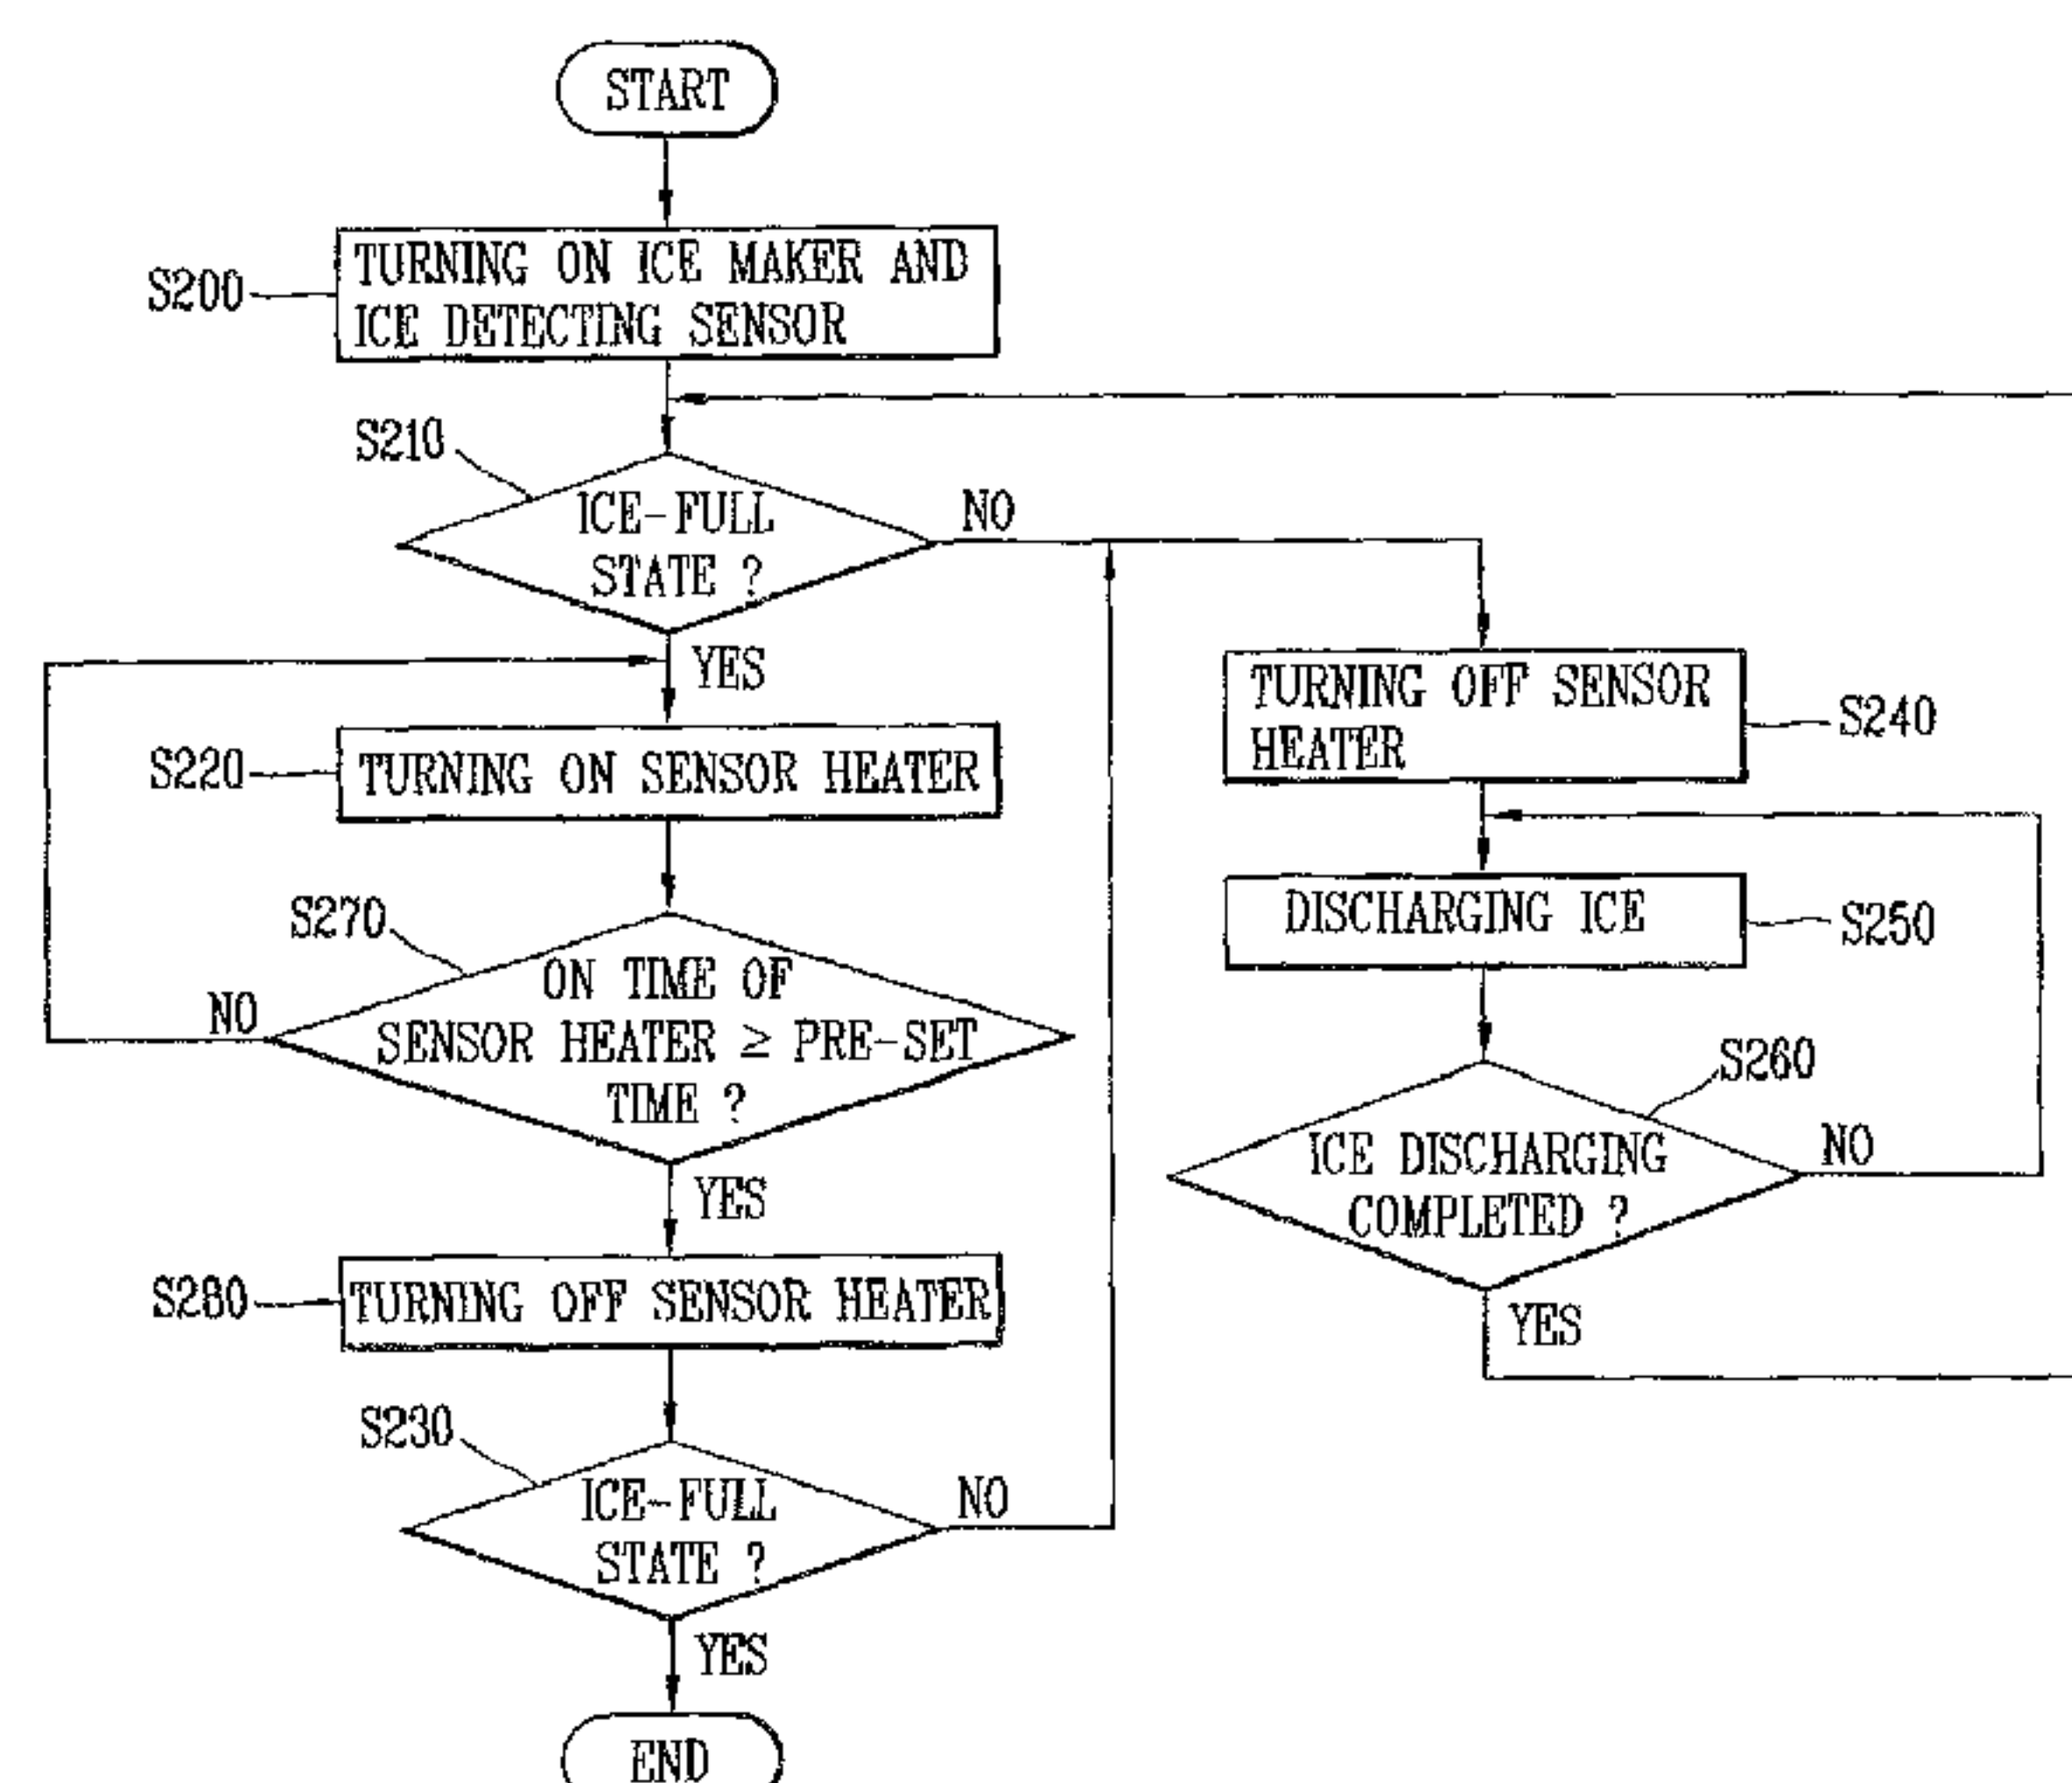 START
S200
TURNING ON ICE MAKER AND
ICE DETECTING SENSOR
S210
ICE-FULL
STATE ?
NO
YES
S220
TURNING ON SENSOR HEATER
S270
ON TIME OF
SENSOR HEATER ≥ PRE-SET
TIME ?
NO
YES
S280
TURNING OFF SENSOR HEATER
S230
ICE-FULL
STATE ?
NO
YES
END
TURNING OFF SENSOR
HEATER
S240
DISCHARGING ICE
S250
S260
ICE DISCHARGING
COMPLETED ?
NO
YES